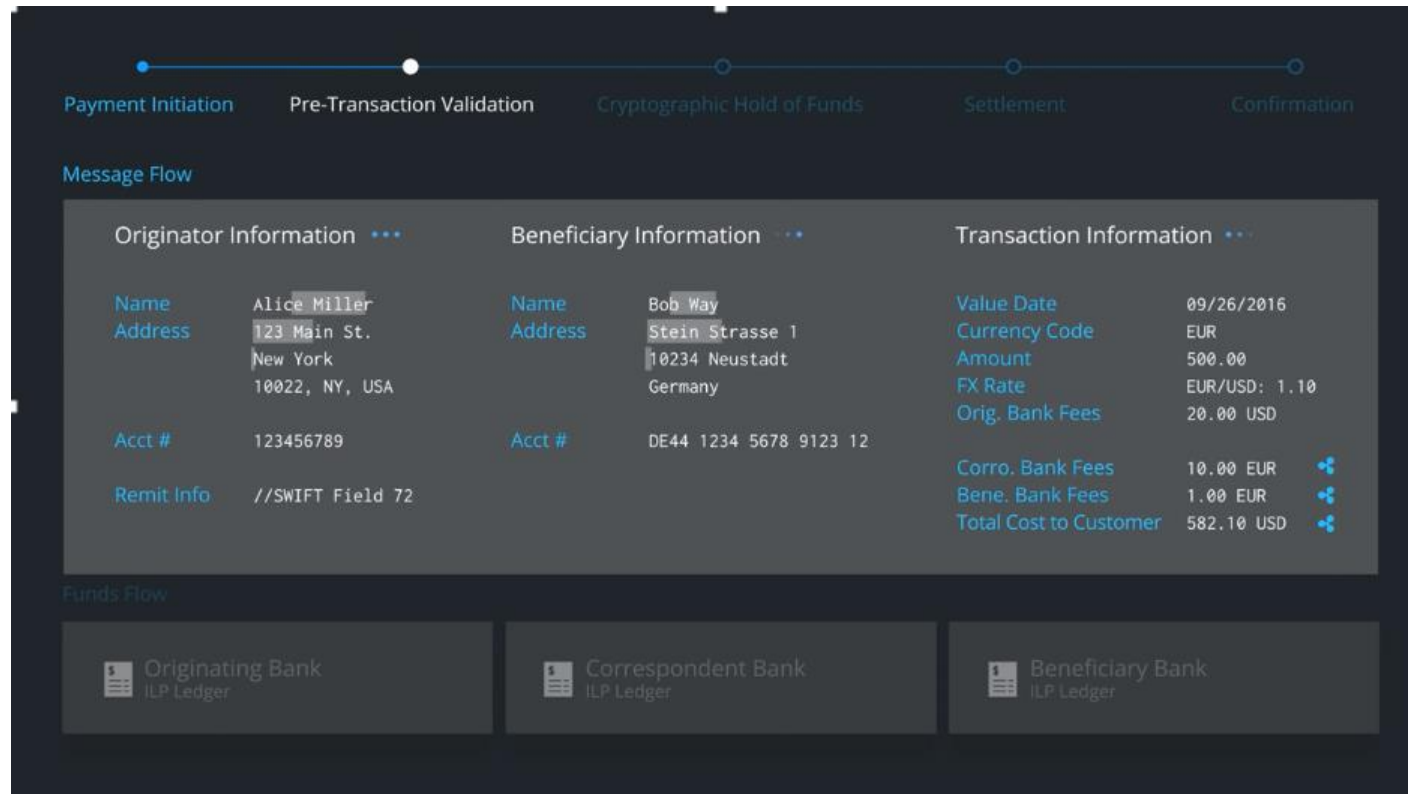 Payment Initiation
Pre-Transaction Validation
Cryptographic Hold of Funds
Settlement
Confirmation
Message Flow
Originator Information
Name Alice Miller
Address 123 Main St.
New York
10022, NY, USA
Acct # 123456789
Remit Info //SWIFT Field 72
Beneficiary Information
Name Bob Way
Address Stein Strasse 1
10234 Neustadt
Germany
Acct # DE44 1234 5678 9123 12
Transaction Information
Value Date 09/26/2016
Currency Code EUR
Amount 500.00
FX Rate EUR/USD: 1.10
Orig. Bank Fees 20.00 USD
Corro. Bank Fees 10.00 EUR
Bene. Bank Fees 1.00 EUR
Total Cost to Customer 582.10 USD
Funds Flow
Originating Bank
ILP Ledger
Correspondent Bank
ILP Ledger
Beneficiary Bank
ILP Ledger